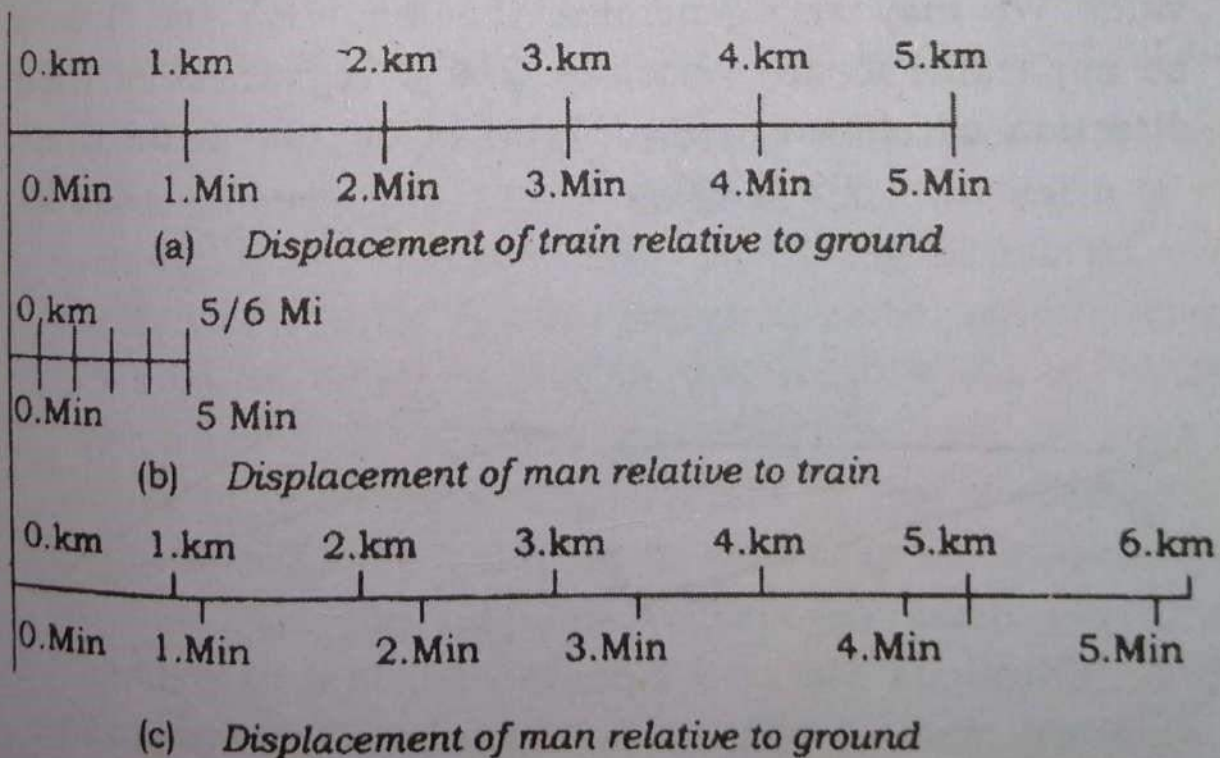 0.km 1.km 2.km 3.km 4.km 5.km
0.Min 1.Min 2.Min 3.Min 4.Min 5.Min
(a) Displacement of train relative to ground
0.km 5/6 Mi
0.Min 5 Min
(b) Displacement of man relative to train
0.km 1.km 2.km 3.km 4.km 5.km 6.km
0.Min 1.Min 2.Min 3.Min 4.Min 5.Min
(c) Displacement of man relative to ground